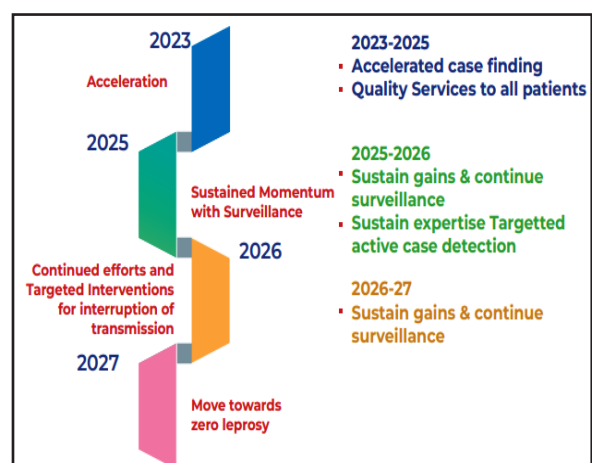 2023
Acceleration
2025
Sustained Momentum
with Surveillance
2026
Continued efforts and
Targeted Interventions
for interruption of
transmission
2027
Move towards
zero leprosy
2023-2025
Accelerated case finding
Quality Services to all patients
2025-2026
Sustain gains & continue
surveillance
Sustain expertise Targetted
active case detection
2026-27
Sustain gains & continue
surveillance